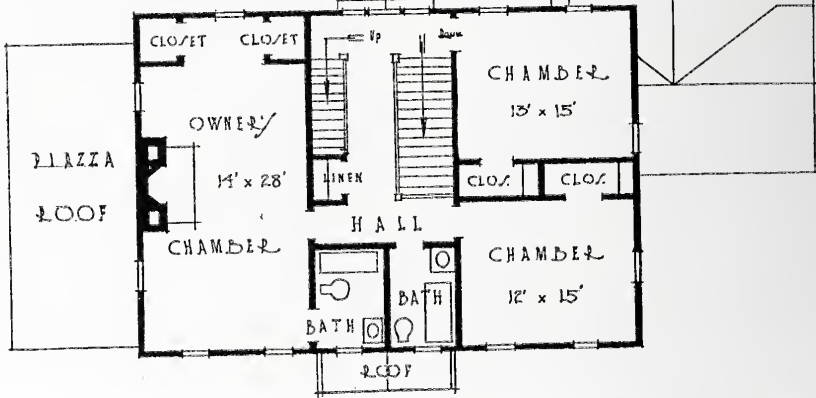 CLOSET CLOSET
Up Down
CHAMBER
13' x 15'
OWNER'S
14' x 28'
CHAMBER
PIAZZA
ROOF
LINEN
CLOS. CLOS.
HALL
CHAMBER
12' x 15'
BATH
BATH
ROOF